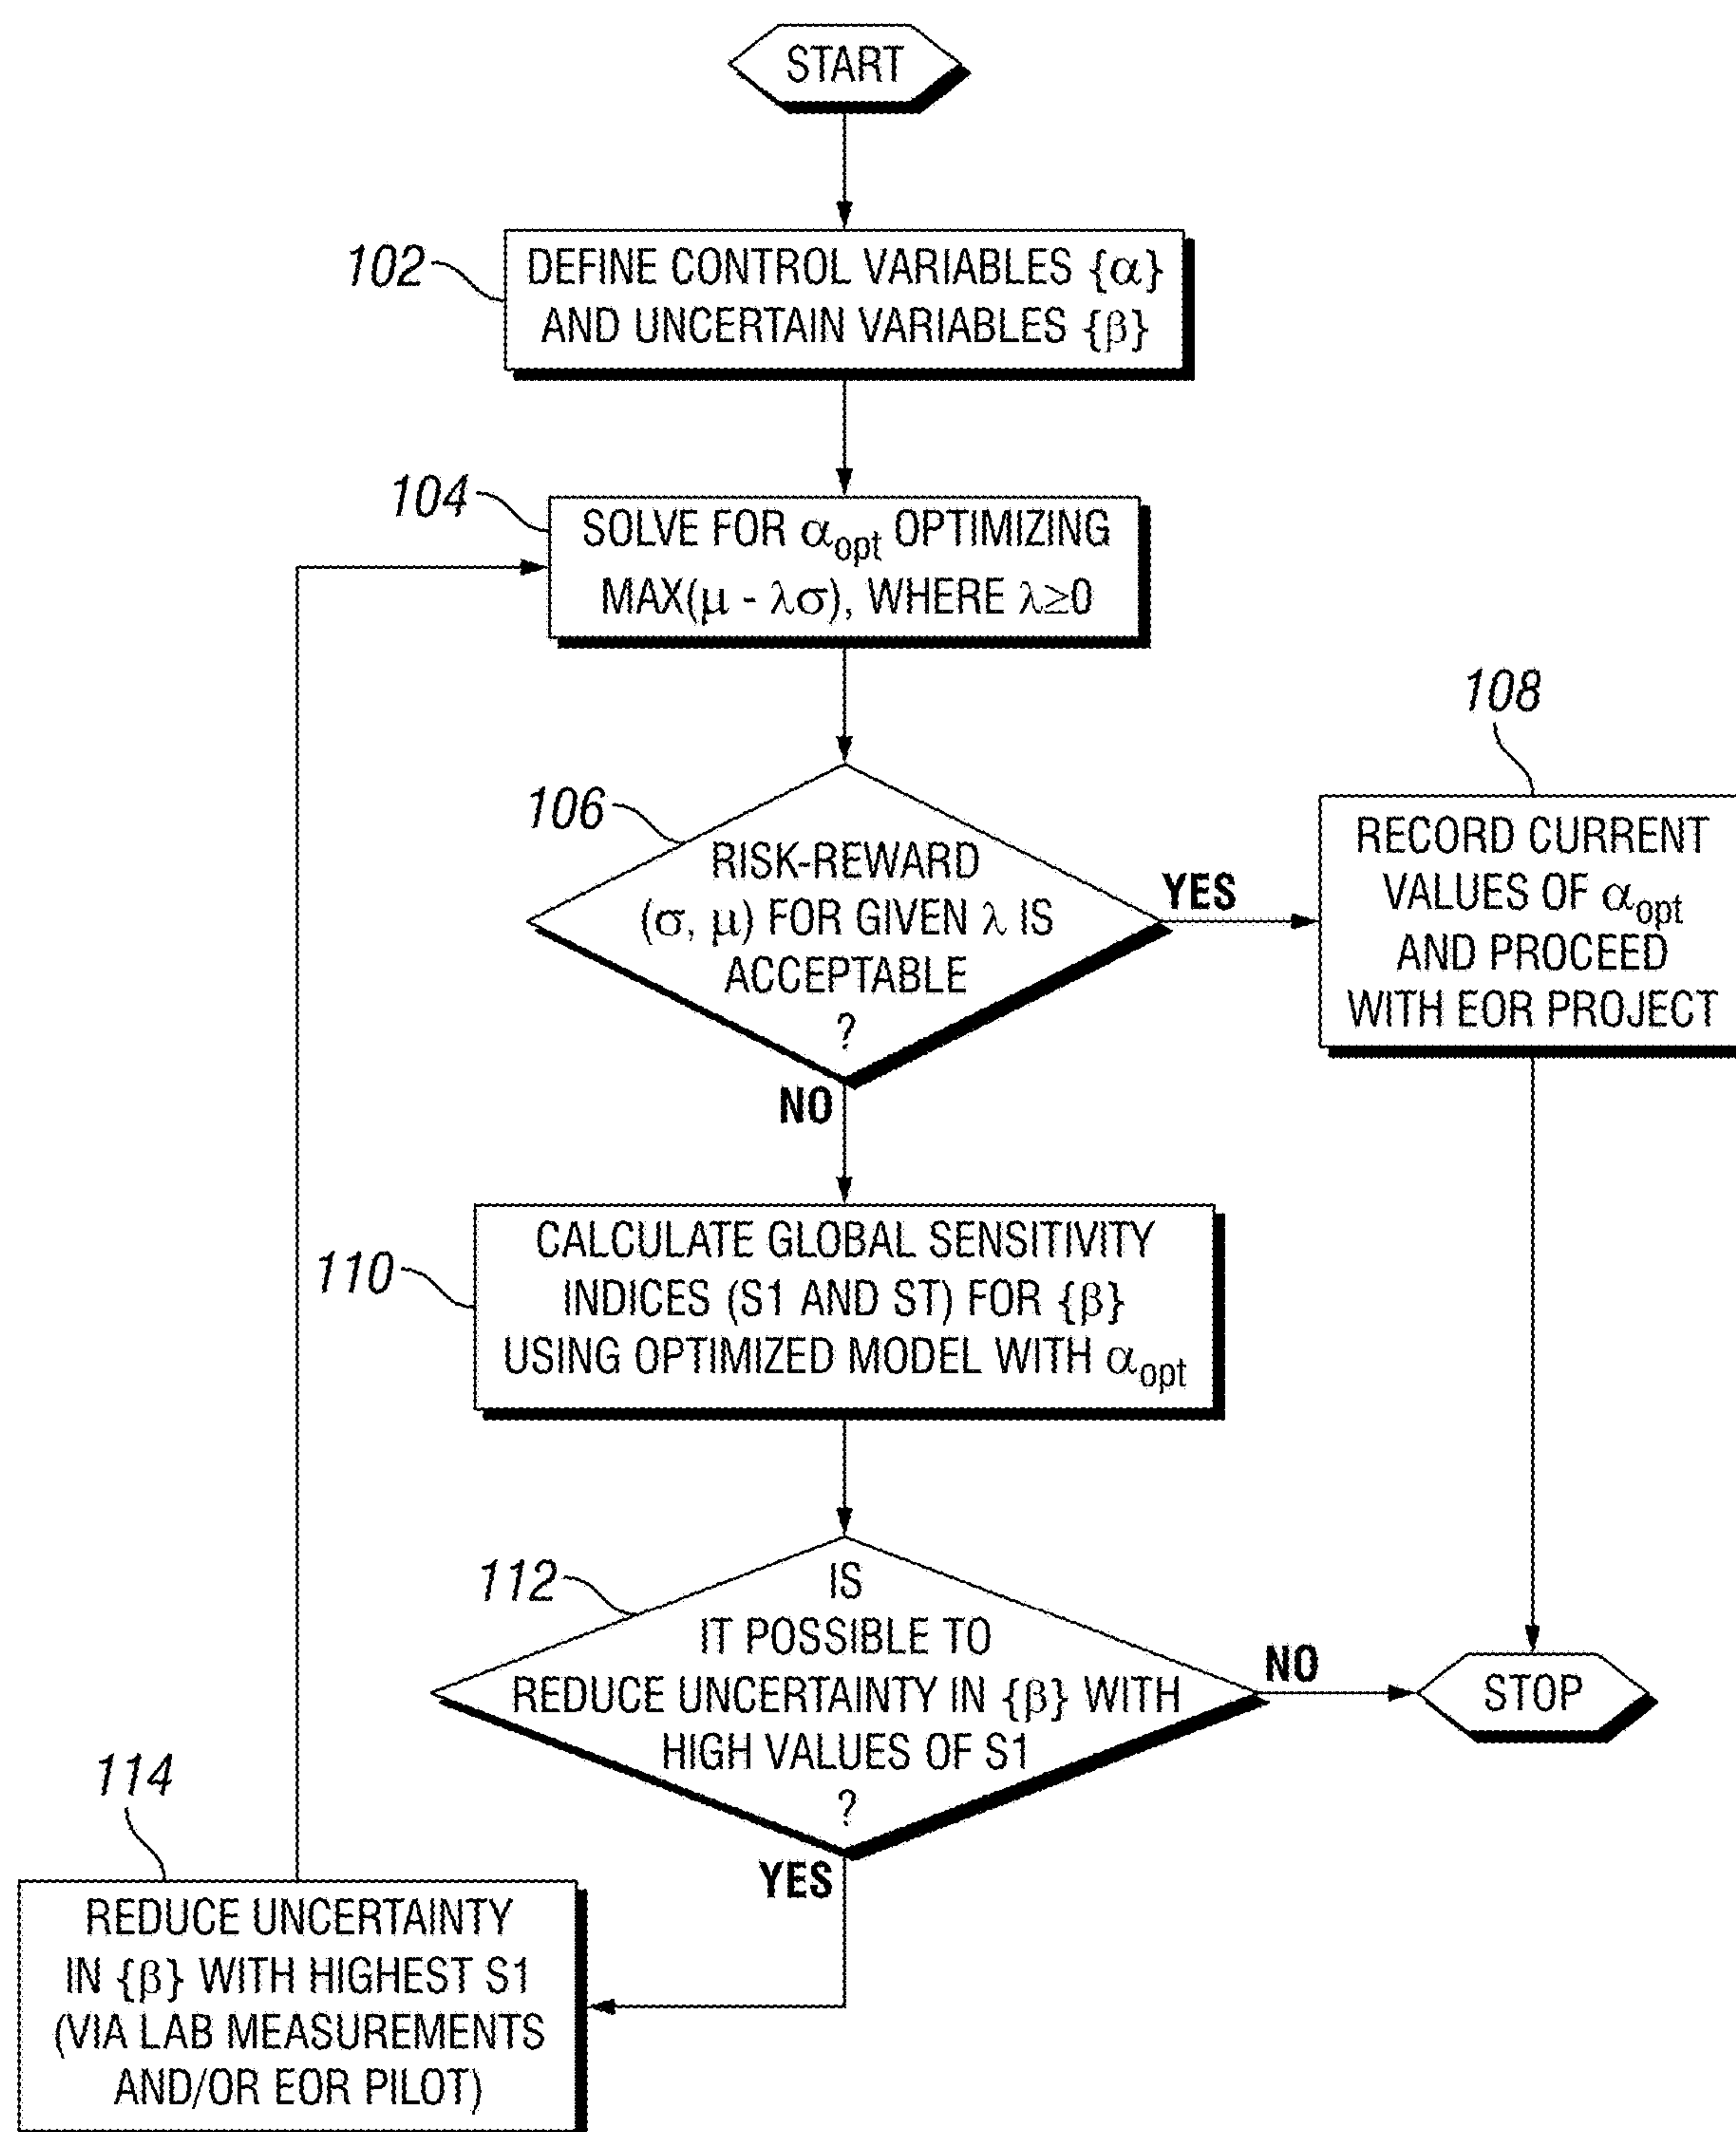 START
102
DEFINE CONTROL VARIABLES {α}
AND UNCERTAIN VARIABLES {β}
104
SOLVE FOR αopt OPTIMIZING
MAX(μ - λσ), WHERE λ≥0
106
RISK-REWARD
(σ, μ) FOR GIVEN λ IS
ACCEPTABLE
?
YES
NO
108
RECORD CURRENT
VALUES OF αopt
AND PROCEED
WITH EOR PROJECT
110
CALCULATE GLOBAL SENSITIVITY
INDICES (S1 AND ST) FOR {β}
USING OPTIMIZED MODEL WITH αopt
112
IS
IT POSSIBLE TO
REDUCE UNCERTAINTY IN {β} WITH
HIGH VALUES OF S1
?
NO
STOP
YES
114
REDUCE UNCERTAINTY
IN {β} WITH HIGHEST S1
(VIA LAB MEASUREMENTS
AND/OR EOR PILOT)